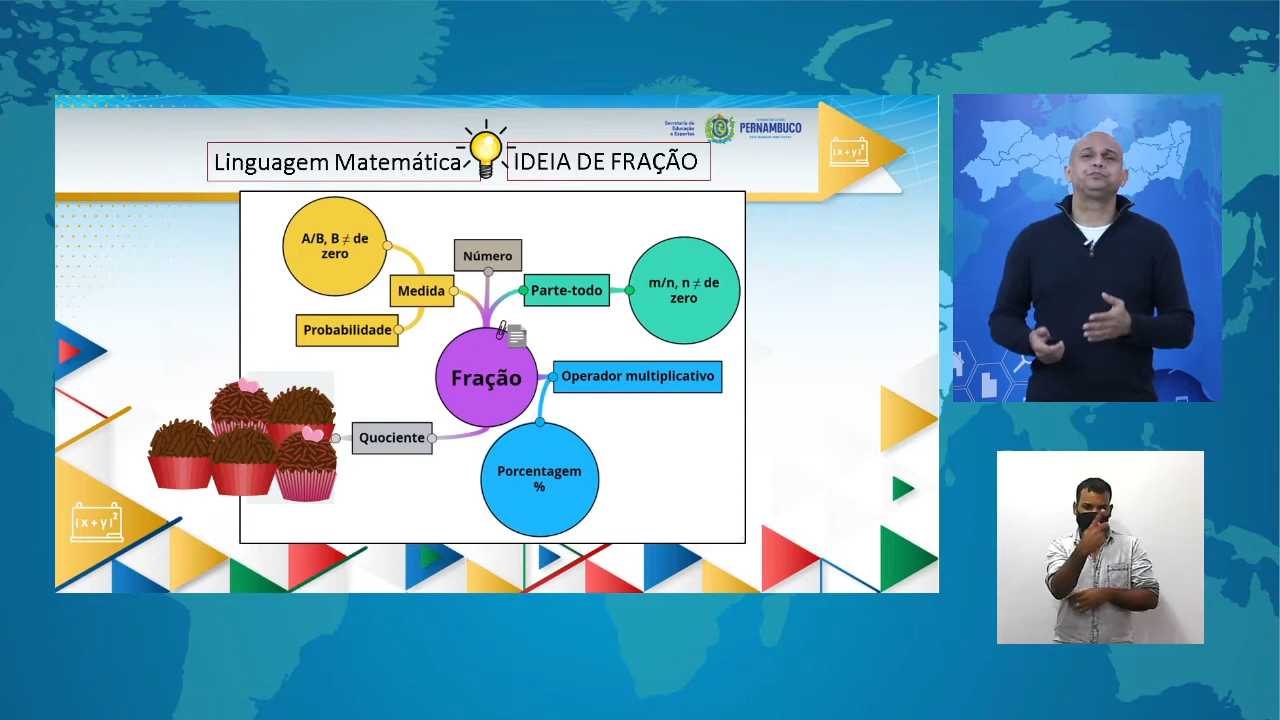 Secretaria de
Educação
e Esportes
PERNAMBUCO
Linguagem Matemática
IDEIA DE FRAÇÃO
(x+y)²
A/B, B ≠ de
zero
Número
Medida
Parte-todo
m/n, n ≠ de
zero
Probabilidade
Fração
Operador multiplicativo
Quociente
Porcentagem
%
(x+y)²